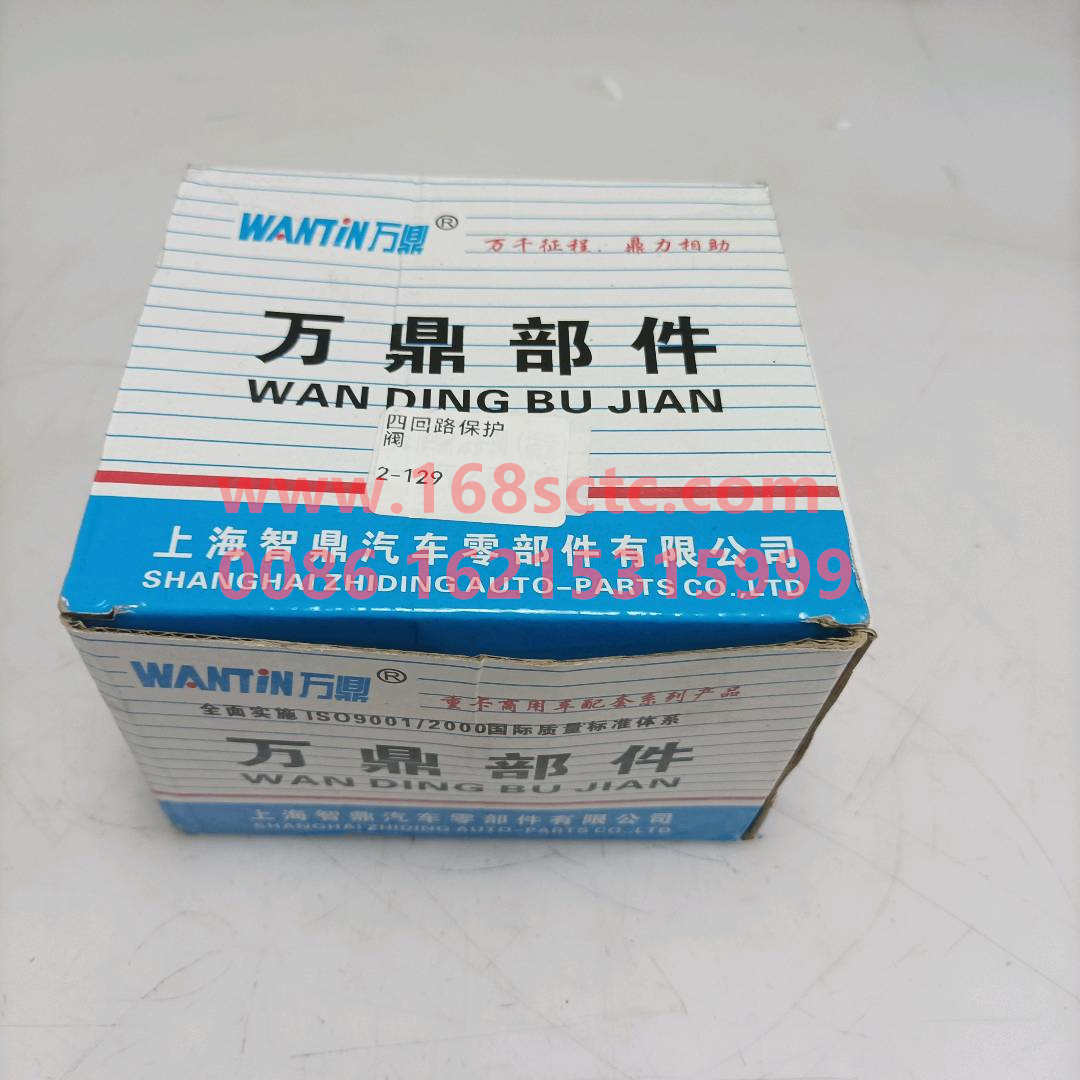 WANTiN万鼎®
万千征程．鼎力相助
万鼎部件
WAN DING BU JIAN
四回路保护
阀
2-129
www.168sctc.com
上海智鼎汽车零部件有限公司
0086 16215315999
SHANGHAI ZHIDING AUTO-PARTS CO.,LTD
WANTiN万鼎®
重卡商用车配套系列产品
全面实施ISO9001/2000国际质量标准体系
万鼎部件
WAN DING BU JIAN
上海智鼎汽车零部件有限公司
SHANGHAI ZHIDING AUTO-PARTS CO.,LTD